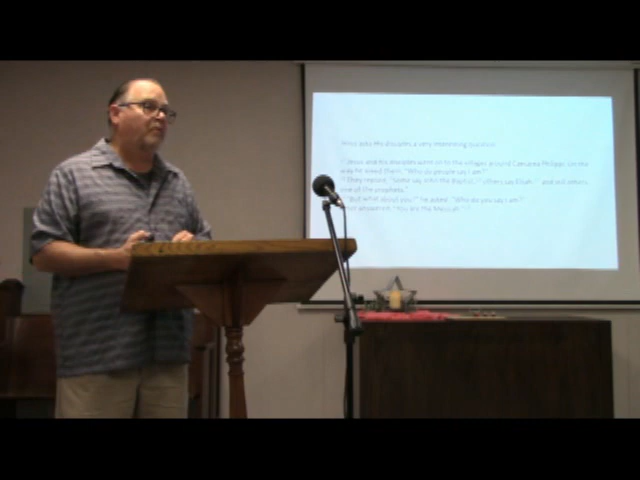 asks His disciples a very interesting question
Jesus and his disciples went on to the villages around Caesarea Philippi. On the
way he asked them, "Who do people say I am?"
They replied, "Some say John the Baptist; others say Elijah; and still others,
one of the prophets."
"But what about you?" he asked. "Who do you say I am?"
answered, "You are the Messiah."